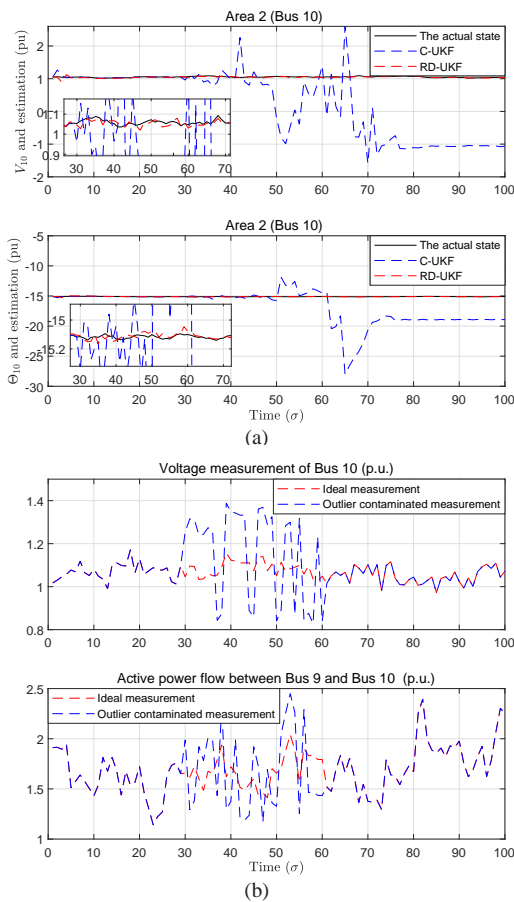 Area 2 (Bus 10)
V10 and estimation (pu)
2
1
0
-1
-2
The actual state
C-UKF
RD-UKF
1.1
1
0.9
30 40 50 60 70
0 10 20 30 40 50 60 70 80 90 100
Area 2 (Bus 10)
Θ10 and estimation (pu)
-5
-10
-15
-20
-25
-30
The actual state
C-UKF
RD-UKF
-15
-15.2
30 40 50 60 70
0 10 20 30 40 50 60 70 80 90 100
Time (σ)
(a)
Voltage measurement of Bus 10 (p.u.)
1.4
1.2
1.0
0.8
Ideal measurement
Outlier contaminated measurement
0 10 20 30 40 50 60 70 80 90 100
Active power flow between Bus 9 and Bus 10 (p.u.)
2.5
2
1.5
1
Ideal measurement
Outlier contaminated measurement
0 10 20 30 40 50 60 70 80 90 100
Time (σ)
(b)